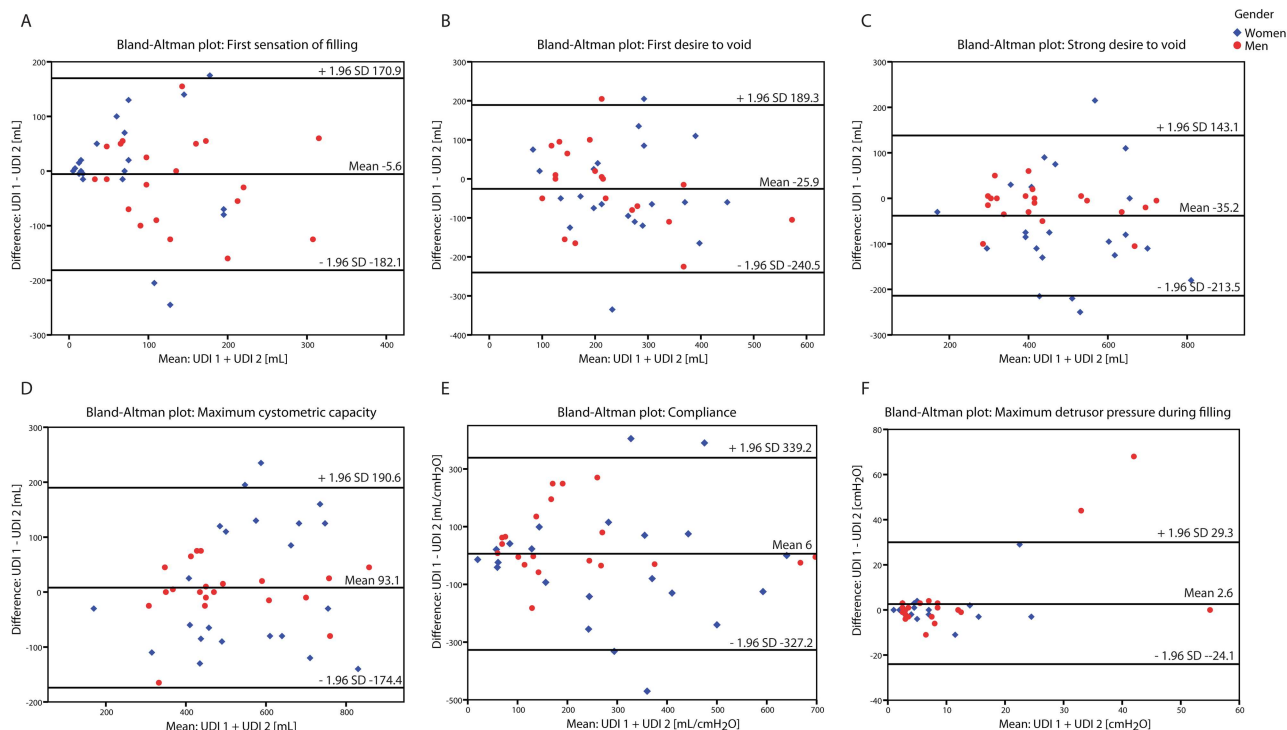 A
Bland-Altman plot: First sensation of filling
Difference: UDI 1 - UDI 2 [mL]
200
100
0
-100
-200
-300
+ 1.96 SD 170.9
Mean -5.6
- 1.96 SD -182.1
0 100 200 300 400
Mean: UDI 1 + UDI 2 [mL]
B
Bland-Altman plot: First desire to void
Difference: UDI 1 - UDI 2 [mL]
300
200
100
0
-100
-200
-300
-400
+ 1.96 SD 189.3
Mean -25.9
- 1.96 SD -240.5
0 100 200 300 400 500 600
Mean: UDI 1 + UDI 2 [mL]
C
Bland-Altman plot: Strong desire to void
Gender
Women
Men
Difference: UDI 1 - UDI 2 [mL]
300
200
100
0
-100
-200
-300
+ 1.96 SD 143.1
Mean -35.2
- 1.96 SD -213.5
200 400 600 800
Mean: UDI 1 + UDI 2 [mL]
D
Bland-Altman plot: Maximum cystometric capacity
Difference: UDI 1 - UDI 2 [mL]
300
200
100
0
-100
-200
+ 1.96 SD 190.6
Mean 93.1
- 1.96 SD -174.4
200 400 600 800
Mean: UDI 1 + UDI 2 [mL]
E
Bland-Altman plot: Compliance
Difference: UDI 1 - UDI 2 [mL/cmH₂O]
300
100
-100
-300
-500
+ 1.96 SD 339.2
Mean 6
- 1.96 SD -327.2
0 100 200 300 400 500 600 700
Mean: UDI 1 + UDI 2 [mL/cmH2O]
F
Bland-Altman plot: Maximum detrusor pressure during filling
Difference: UDI 1 - UDI 2 [cmH₂O]
80
60
40
20
0
-20
-40
+ 1.96 SD 29.3
Mean 2.6
- 1.96 SD --24.1
0 10 20 30 40 50 60
Mean: UDI 1 + UDI 2 [cmH₂O]